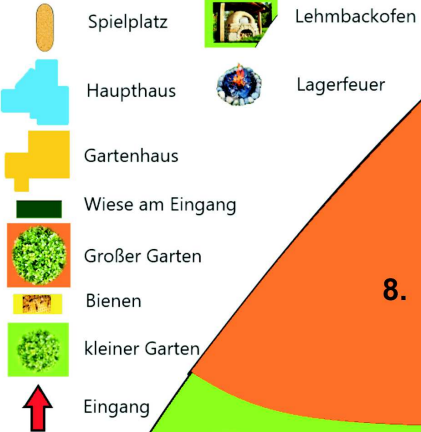 Spielplatz
Haupthaus
Gartenhaus
Wiese am Eingang
Großer Garten
Bienen
kleiner Garten
Eingang
Lehmbackofen
Lagerfeuer
8.